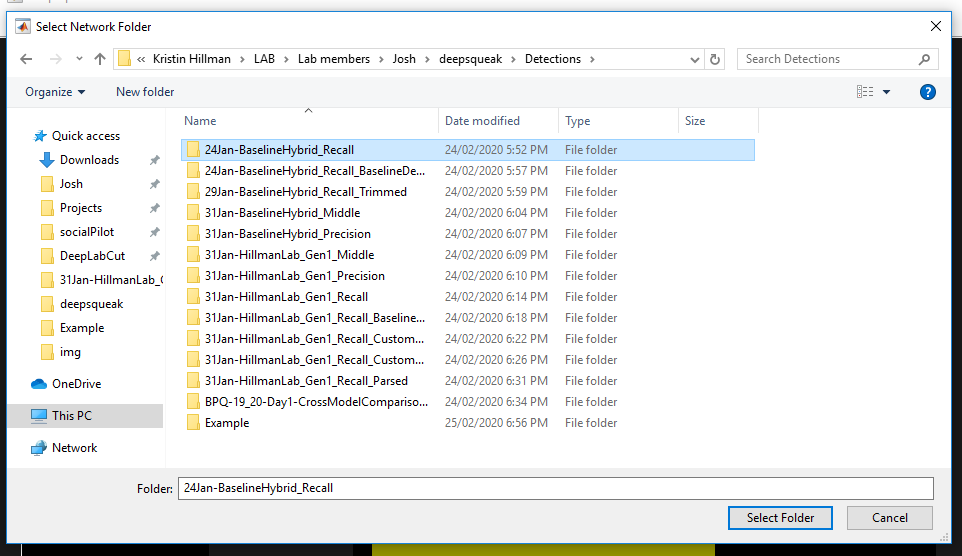 Select Network Folder
« Kristin Hillman > LAB > Lab members > Josh > deepsqueak > Detections >
Search Detections
Organize
New folder
Name
Date modified
Type
Size
Quick access
Downloads
Josh
Projects
socialPilot
DeepLabCut
31Jan-HillmanLab_G
deepsqueak
Example
img
OneDrive
This PC
Network
24Jan-BaselineHybrid_Recall 24/02/2020 5:52 PM File folder
24Jan-BaselineHybrid_Recall_BaselineDe... 24/02/2020 5:57 PM File folder
29Jan-BaselineHybrid_Recall_Trimmed 24/02/2020 5:59 PM File folder
31Jan-BaselineHybrid_Middle 24/02/2020 6:04 PM File folder
31Jan-BaselineHybrid_Precision 24/02/2020 6:07 PM File folder
31Jan-HillmanLab_Gen1_Middle 24/02/2020 6:09 PM File folder
31Jan-HillmanLab_Gen1_Precision 24/02/2020 6:10 PM File folder
31Jan-HillmanLab_Gen1_Recall 24/02/2020 6:14 PM File folder
31Jan-HillmanLab_Gen1_Recall_Baseline... 24/02/2020 6:18 PM File folder
31Jan-HillmanLab_Gen1_Recall_Custom... 24/02/2020 6:22 PM File folder
31Jan-HillmanLab_Gen1_Recall_Custom... 24/02/2020 6:26 PM File folder
31Jan-HillmanLab_Gen1_Recall_Parsed 24/02/2020 6:31 PM File folder
BPQ-19_20-Day1-CrossModelCompariso... 24/02/2020 6:34 PM File folder
Example 25/02/2020 6:56 PM File folder
Folder: 24Jan-BaselineHybrid_Recall
Select Folder
Cancel